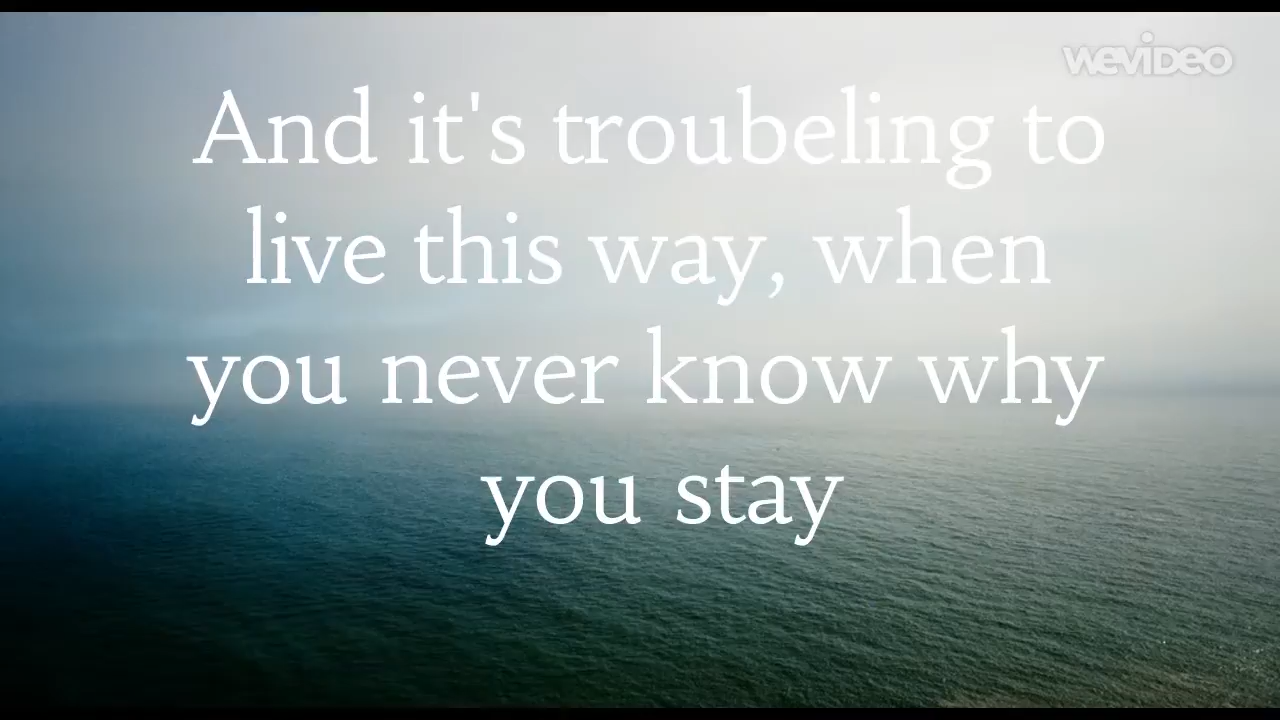 WEVIDEO
And it's troubeling to
live this way, when
you never know why
you stay